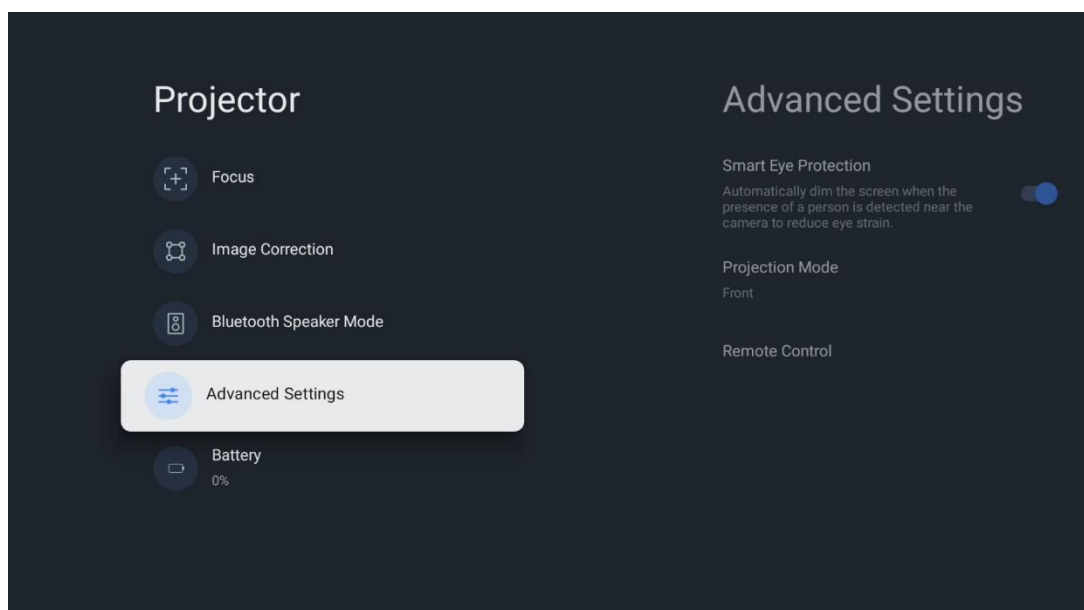 Projector
Focus
Image Correction
Bluetooth Speaker Mode
Advanced Settings
Battery
0%
Advanced Settings
Smart Eye Protection
Automatically dim the screen when the
presence of a person is detected near the
camera to reduce eye strain.
Projection Mode
Front
Remote Control